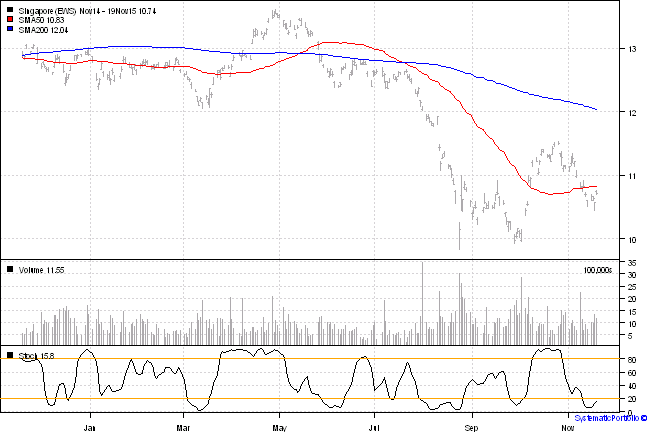 Singapore (EWS) Nov14 - 19Nov15 10.74
SMA50 10.83
SMA200 12.04
13
12
11
10
Volume 11.55
100,000s
35
30
25
20
15
10
5
Stoch 15.8
80
60
40
20
0
Jan Mar May Jul Sep Nov
SystematicPortfolio ©